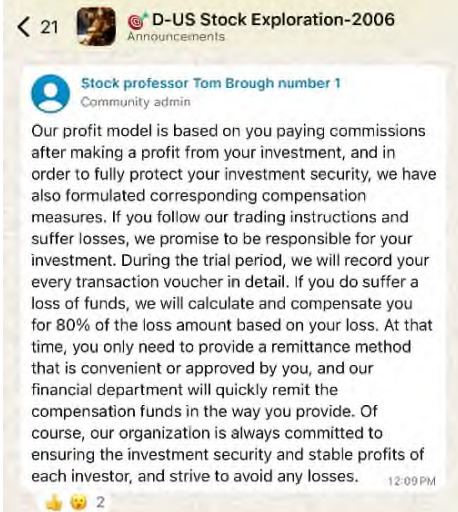 21
🎯 D-US Stock Exploration-2006
Announcements
Stock professor Tom Brough number 1
Community admin
Our profit model is based on you paying commissions
after making a profit from your investment, and in
order to fully protect your investment security, we have
also formulated corresponding compensation
measures. If you follow our trading instructions and
suffer losses, we promise to be responsible for your
investment. During the trial period, we will record your
every transaction voucher in detail. If you do suffer a
loss of funds, we will calculate and compensate you
for 80% of the loss amount based on your loss. At that
time, you only need to provide a remittance method
that is convenient or approved by you, and our
financial department will quickly remit the
compensation funds in the way you provide. Of
course, our organization is always committed to
ensuring the investment security and stable profits of
each investor, and strive to avoid any losses.
12:09 PM
👍 😮 2